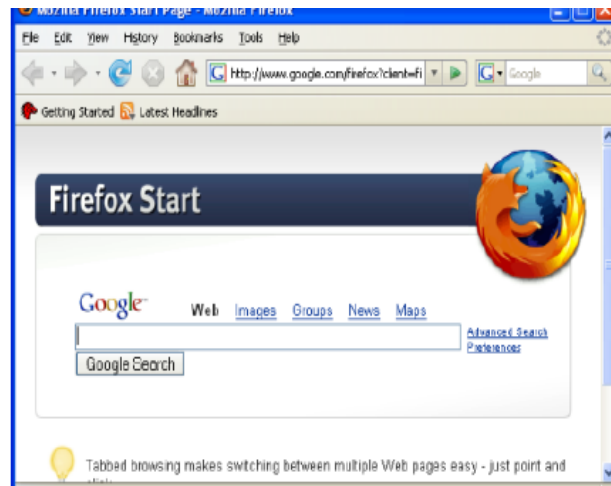 Mozilla Firefox Start Page - Mozilla Firefox
File Edit View History Bookmarks Tools Help
G http://www.google.com/firefox?client=fi G Google
Getting Started Latest Headlines
Firefox Start
Google Web Images Groups News Maps
Advanced Search
Preferences
Google Search
Tabbed browsing makes switching between multiple Web pages easy - just point and
click